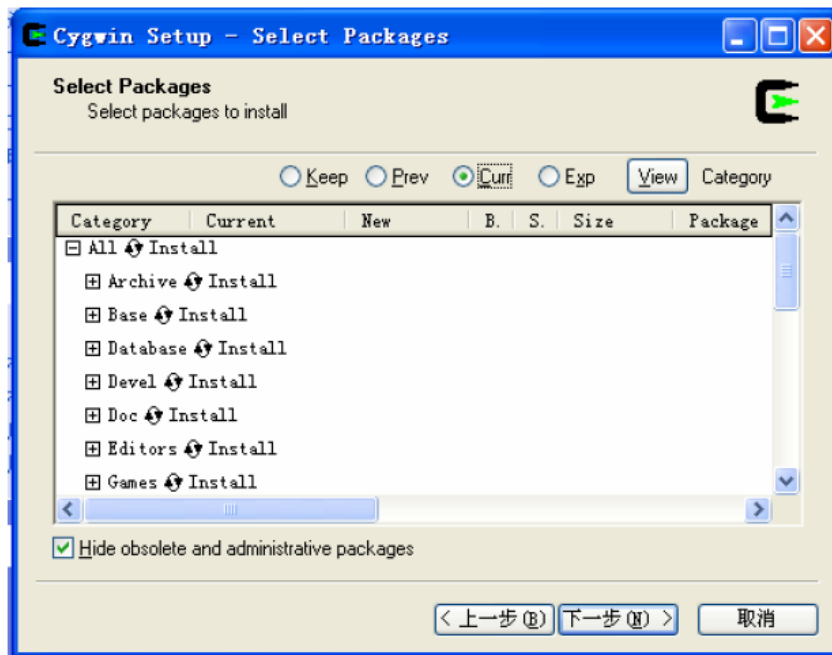 Cygwin Setup - Select Packages
Select Packages
Select packages to install
Keep Prev Curr Exp View Category
Category Current New B. S. Size Package
All Install
Archive Install
Base Install
Database Install
Devel Install
Doc Install
Editors Install
Games Install
Hide obsolete and administrative packages
< 上一步(B) 下一步(N) > 取消